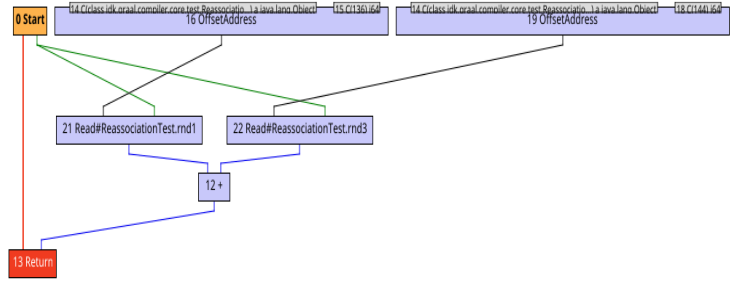 14 C(class jdk.graal.compiler.core.test.Reassociatio...).a java.lang.Object
15 C(136) i64
14 C(class jdk.graal.compiler.core.test.Reassociatio...).a java.lang.Object
18 C(144) i64
0 Start
16 OffsetAddress
19 OffsetAddress
21 Read#ReassociationTest.rnd1
22 Read#ReassociationTest.rnd3
12 +
13 Return